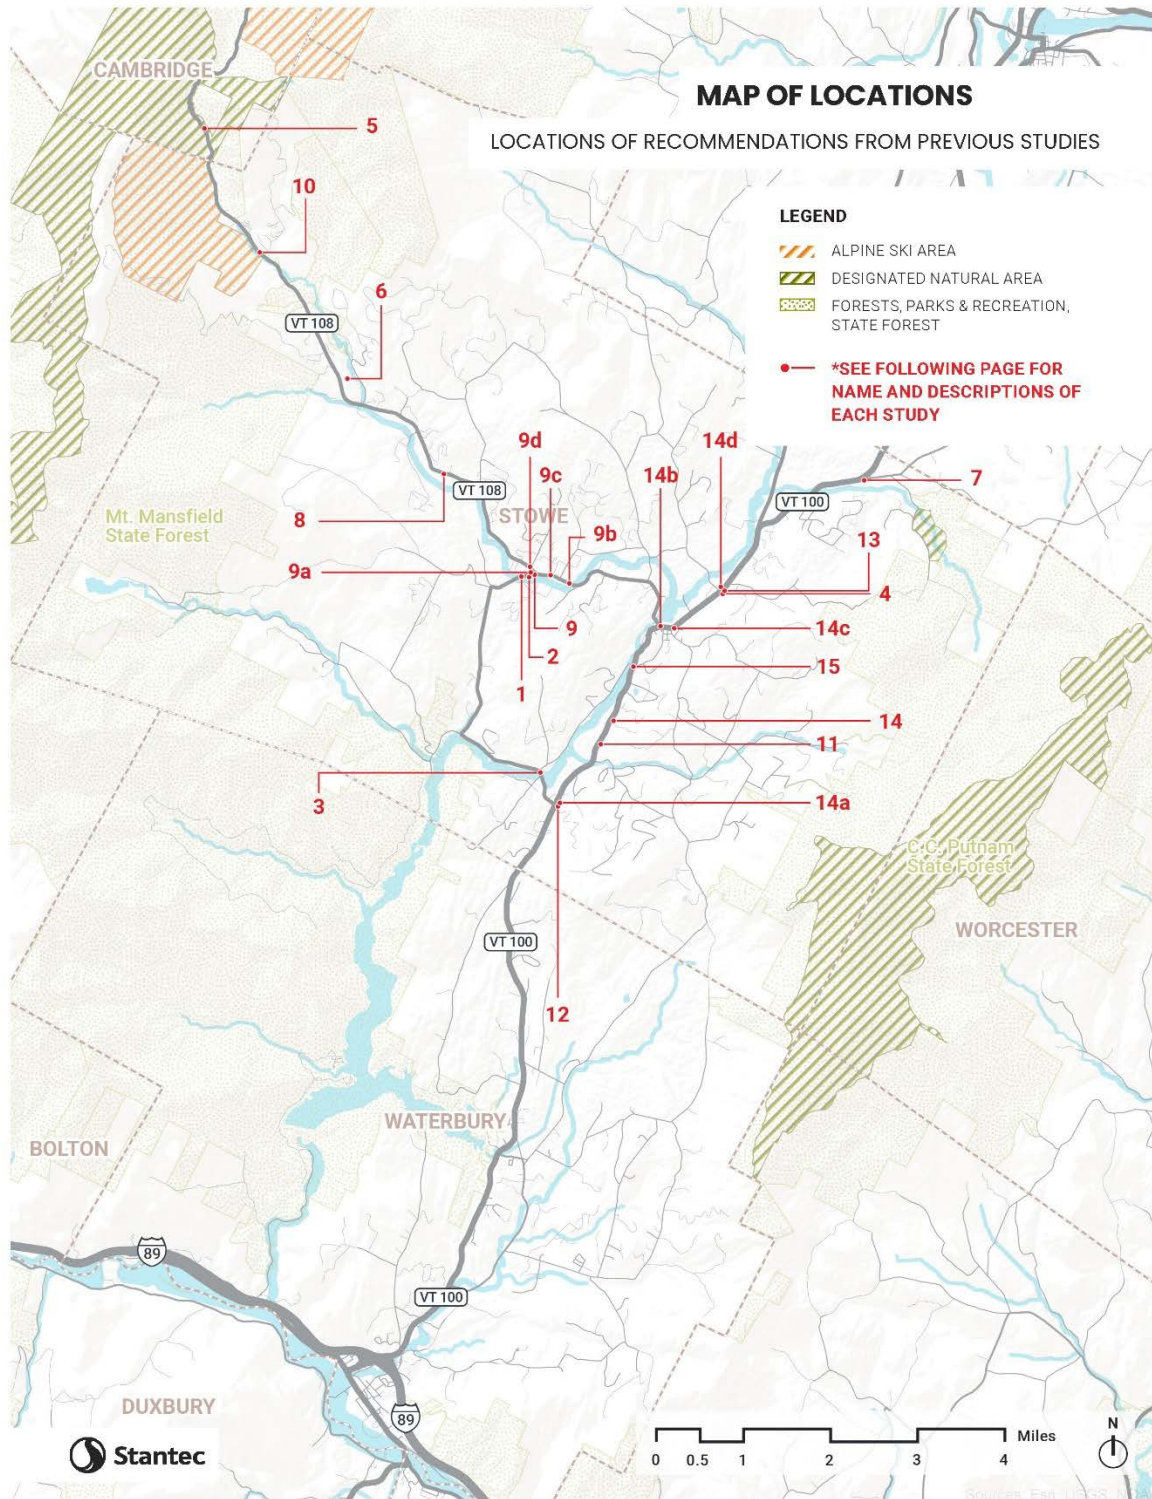 CAMBRIDGE
MAP OF LOCATIONS
LOCATIONS OF RECOMMENDATIONS FROM PREVIOUS STUDIES
5
10
LEGEND
ALPINE SKI AREA
DESIGNATED NATURAL AREA
FORESTS, PARKS & RECREATION,
STATE FOREST
*SEE FOLLOWING PAGE FOR
NAME AND DESCRIPTIONS OF
EACH STUDY
6
VT 108
9d
9c
14b
14d
7
VT 108
VT 100
8
STOWE
Mt. Mansfield
State Forest
9b
13
9a
4
9
14c
2
15
1
14
11
3
14a
C.C. Putnam
State Forest
WORCESTER
VT 100
12
WATERBURY
BOLTON
89
VT 100
DUXBURY
89
Stantec
Miles
0 0.5 1 2 3 4
N
Sources: Esri, USGS, NOAA